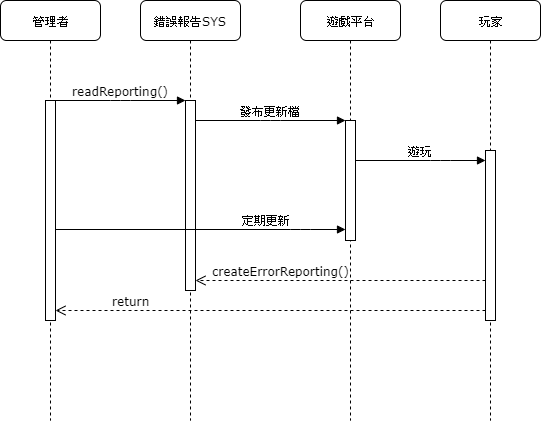 管理者
錯誤報告SYS
遊戲平台
玩家
readReporting()
發布更新檔
遊玩
定期更新
createErrorReporting()
return